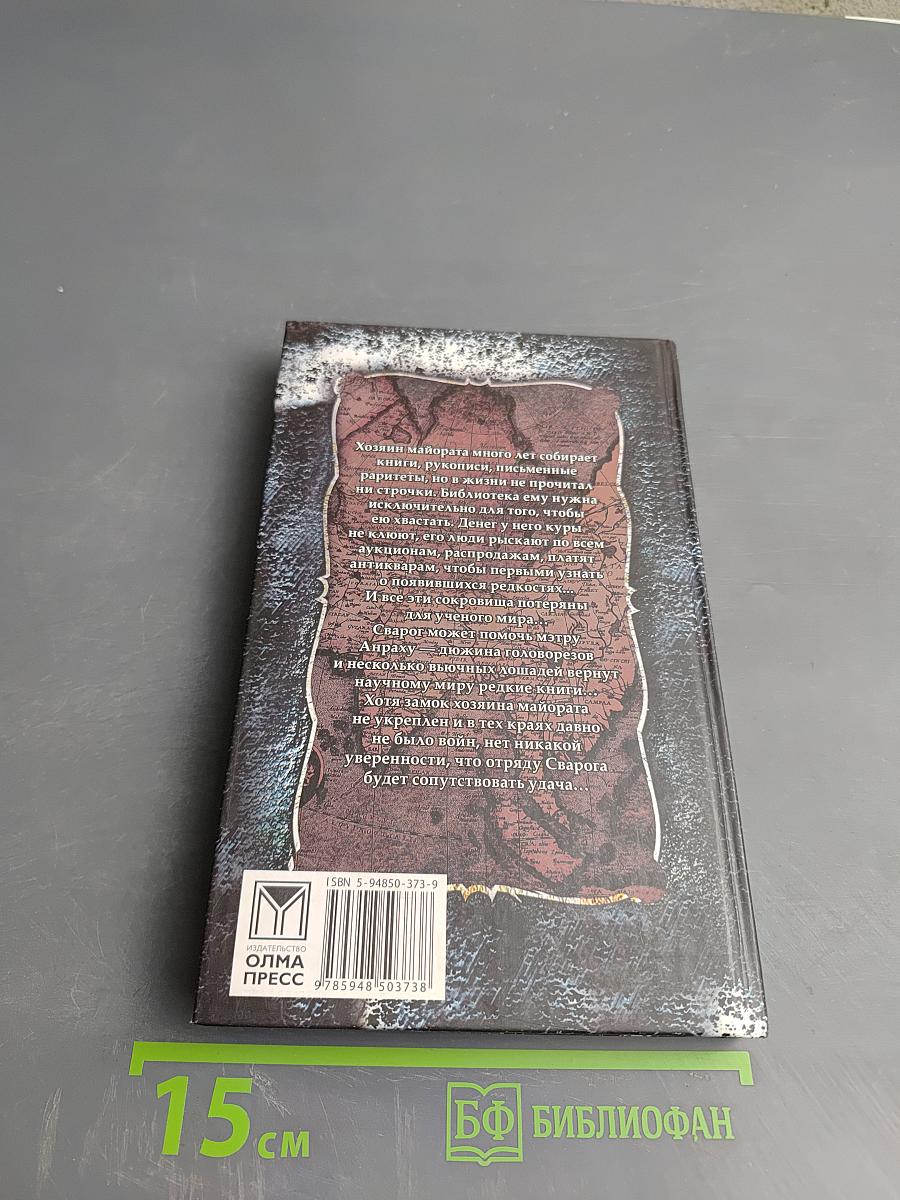 Хозяин майората много лет собирает
книги, рукописи, письменные
раритеты, но в жизни не прочитал
ни строчки. Библиотека ему нужна
исключительно для того, чтобы
ею хвастать. Денег у него куры
не клюют, его люди рыскают по всем
аукционам, распродажам, платят
антикварам, чтобы первыми узнать
о появившихся редкостях...
И все эти сокровища потеряны
для ученого мира...
Сварог может помочь мэтру
Анраху — дюжина головорезов
и несколько вьючных лошадей вернут
научному миру редкие книги...
Хотя замок хозяина майората
не укреплен и в тех краях давно
не было войн, нет никакой
уверенности, что отряду Сварога
будет сопутствовать удача...
ISBN 5-94850-373-9
ИЗДАТЕЛЬСТВО
ОЛМА
ПРЕСС
9 785948 503738
15 см
БФ БИБЛИОФАН